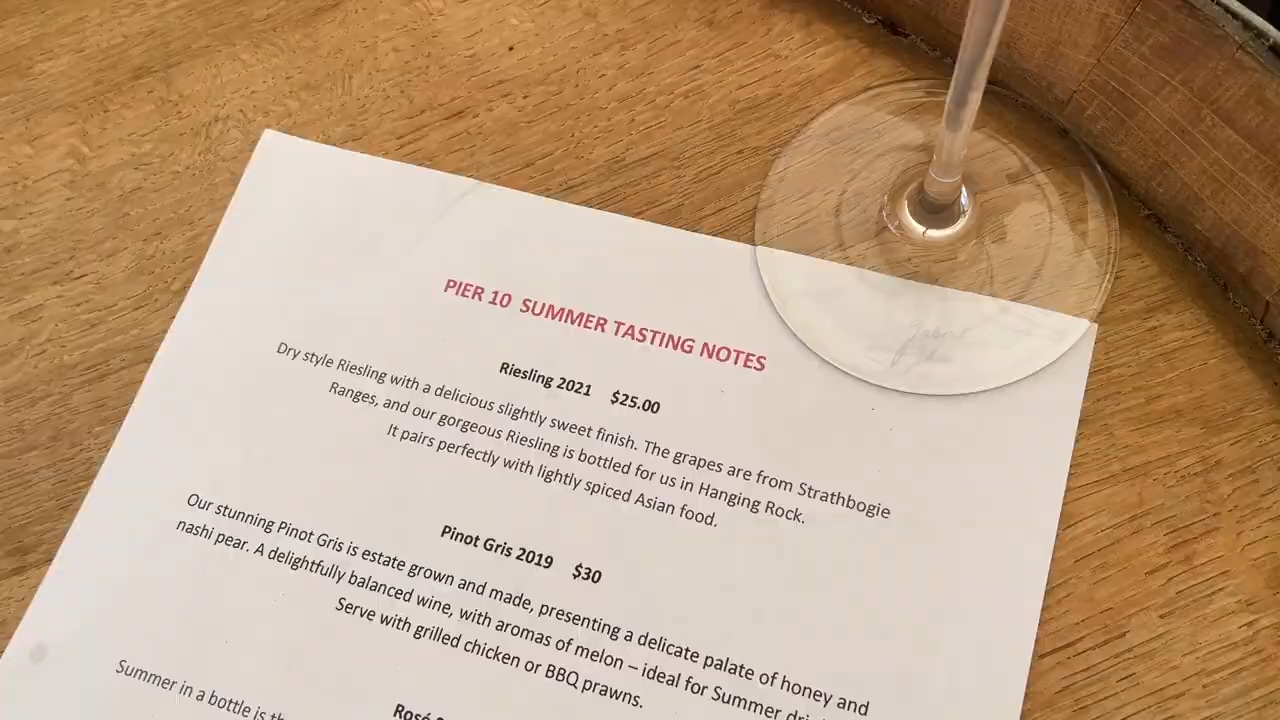 PIER 10 SUMMER TASTING NOTES
Riesling 2021 $25.00
Dry style Riesling with a delicious slightly sweet finish. The grapes are from Strathbogie
Ranges, and our gorgeous Riesling is bottled for us in Hanging Rock.
It pairs perfectly with lightly spiced Asian food.
Pinot Gris 2019 $30
Our stunning Pinot Gris is estate grown and made, presenting a delicate palate of honey and
nashi pear. A delightfully balanced wine, with aromas of melon – ideal for Summer
Serve with grilled chicken or BBQ prawns.
Rosé
Summer in a bottle is